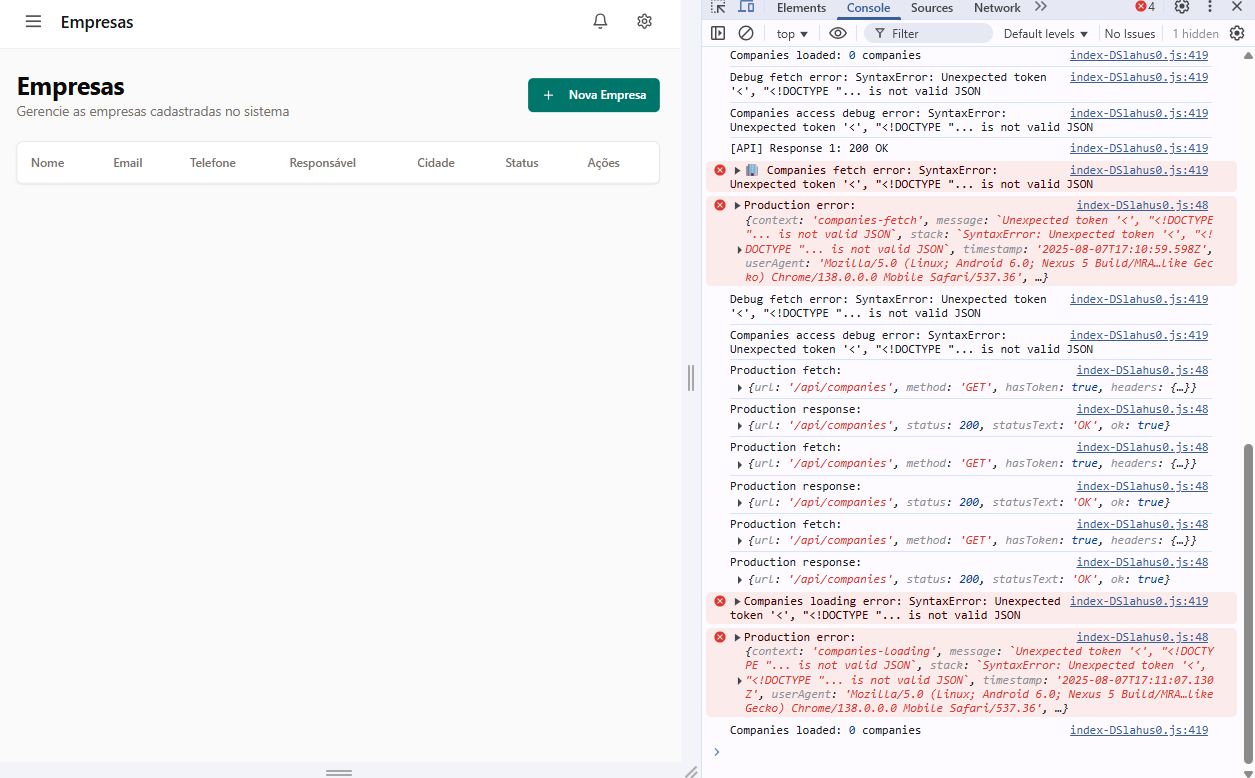 Empresas
Empresas
Gerencie as empresas cadastradas no sistema
+ Nova Empresa
Nome Email Telefone Responsável Cidade Status Ações
Elements Console Sources Network 4
top Filter Default levels No Issues 1 hidden
Companies loaded: 0 companies index-DSlahus0.js:419
Debug fetch error: SyntaxError: Unexpected token index-DSlahus0.js:419
'<', "<!DOCTYPE "... is not valid JSON
Companies access debug error: SyntaxError: index-DSlahus0.js:419
Unexpected token '<', "<!DOCTYPE "... is not valid JSON
[API] Response 1: 200 OK index-DSlahus0.js:419
Companies fetch error: SyntaxError: index-DSlahus0.js:419
Unexpected token '<', "<!DOCTYPE "... is not valid JSON
Production error: index-DSlahus0.js:48
{context: 'companies-fetch', message: `Unexpected token '<', "<!DOCTYPE
"... is not valid JSON`, stack: `SyntaxError: Unexpected token '<', "<!
DOCTYPE "... is not valid JSON`, timestamp: '2025-08-07T17:10:59.598Z',
userAgent: 'Mozilla/5.0 (Linux; Android 6.0; Nexus 5 Build/MRA…like Gec
ko) Chrome/138.0.0.0 Mobile Safari/537.36', …}
Debug fetch error: SyntaxError: Unexpected token index-DSlahus0.js:419
'<', "<!DOCTYPE "... is not valid JSON
Companies access debug error: SyntaxError: index-DSlahus0.js:419
Unexpected token '<', "<!DOCTYPE "... is not valid JSON
Production fetch: index-DSlahus0.js:48
{url: '/api/companies', method: 'GET', hasToken: true, headers: {…}}
Production response: index-DSlahus0.js:48
{url: '/api/companies', status: 200, statusText: 'OK', ok: true}
Production fetch: index-DSlahus0.js:48
{url: '/api/companies', method: 'GET', hasToken: true, headers: {…}}
Production response: index-DSlahus0.js:48
{url: '/api/companies', status: 200, statusText: 'OK', ok: true}
Production fetch: index-DSlahus0.js:48
{url: '/api/companies', method: 'GET', hasToken: true, headers: {…}}
Production response: index-DSlahus0.js:48
{url: '/api/companies', status: 200, statusText: 'OK', ok: true}
Companies loading error: SyntaxError: Unexpected index-DSlahus0.js:419
token '<', "<!DOCTYPE "... is not valid JSON
Production error: index-DSlahus0.js:48
{context: 'companies-loading', message: `Unexpected token '<', "<!DOCTY
PE "... is not valid JSON`, stack: `SyntaxError: Unexpected token '<',
"<!DOCTYPE "... is not valid JSON`, timestamp: '2025-08-07T17:11:07.130
Z', userAgent: 'Mozilla/5.0 (Linux; Android 6.0; Nexus 5 Build/MRA…like
Gecko) Chrome/138.0.0.0 Mobile Safari/537.36', …}
Companies loaded: 0 companies index-DSlahus0.js:419